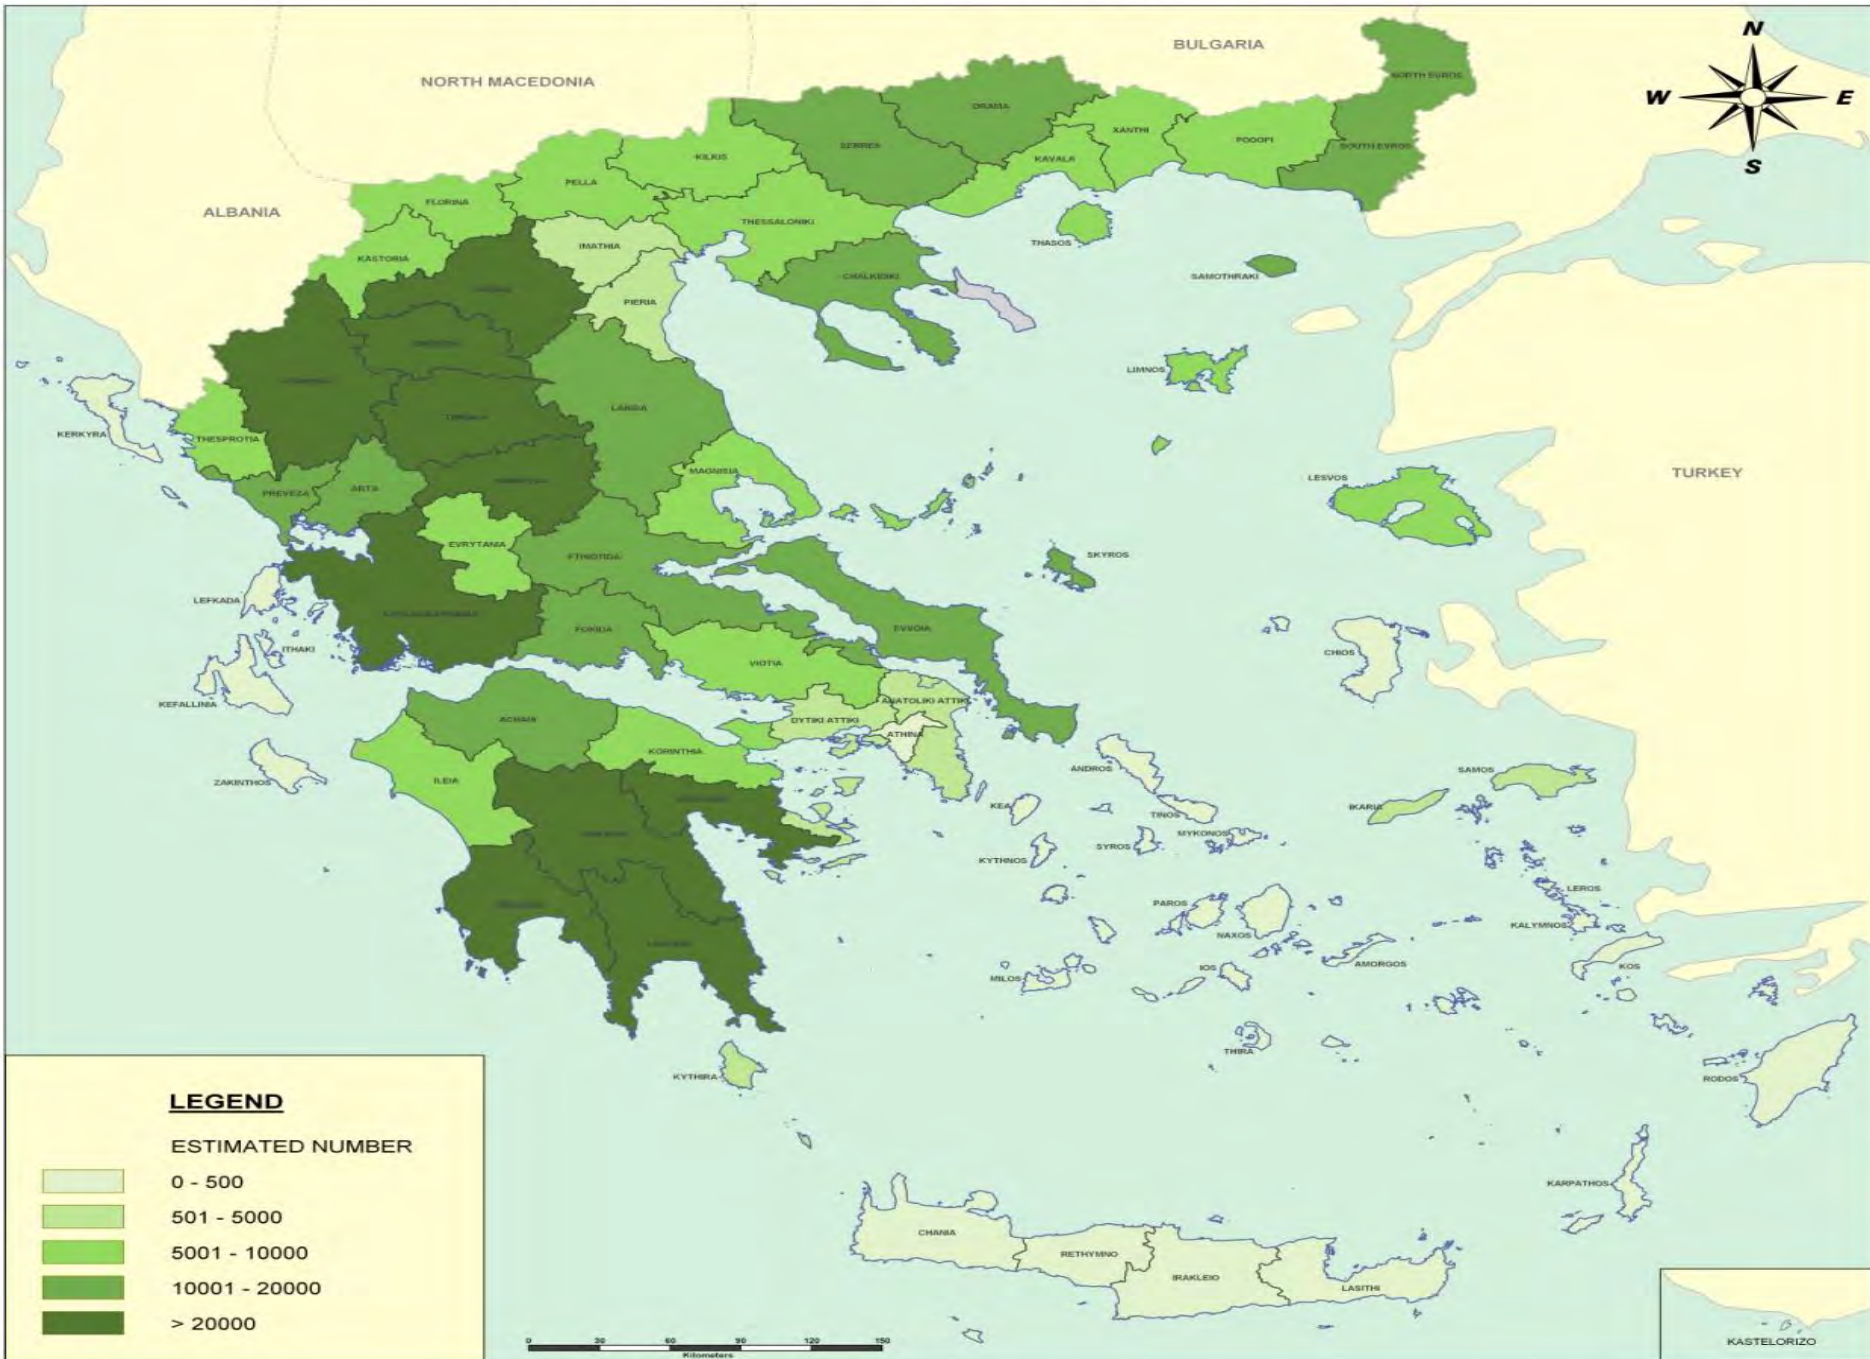 N
BULGARIA
NORTH MACEDONIA
NORTH EVROS
W
E
DRAMA
XANTHI
SERRES
SOUTH EVROS
KILKIS
KAVALA
S
PELLA
FLORINA
ALBANIA
THESSALONIKI
THASOS
IMATHIA
KASTORIA
SAMOTHRAKI
PIERIA
LIMNOS
KERKYRA
THESPROTIA
MAGNISIA
TURKEY
LESVOS
PREVEZA
ARTA
EVRYTANIA
FTHIOTIDA
SKYROS
LEFKADA
FOKIDA
EVVOIA
ITHAKI
CHIOS
VIOTIA
KEFALLINIA
ANATOLIKI ATTIKI
ACHAIA
DYTIKI ATTIKI
ATHINA
KORINTHIA
ANDROS
ILEIA
ZAKINTHOS
SAMOS
KEA
IKARIA
TINOS
MYKONOS
SYROS
KYTHNOS
LEROS
PAROS
KALYMNOS
NAXOS
AMORGOS
IOS
KOS
MILOS
THIRA
KYTHIRA
RODOS
LEGEND
ESTIMATED NUMBER
0 - 500
501 - 5000
5001 - 10000
10001 - 20000
> 20000
KARPATHOS
CHANIA
RETHYMNO
IRAKLEIO
LASITHI
0 30 60 90 120 150
Kilometers
KASTELORIZO